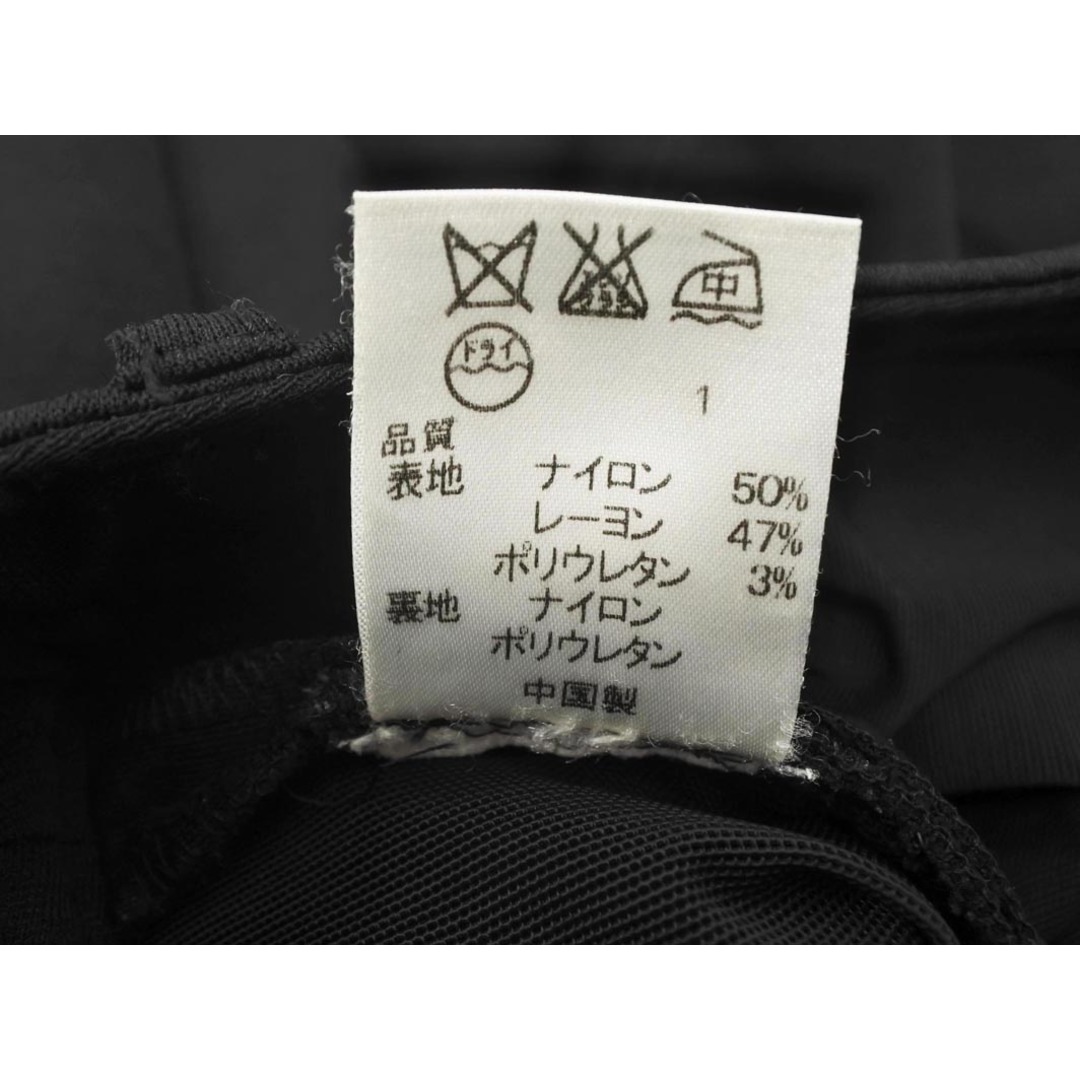 中
ドライ
1
品質
表地 ナイロン 50%
レーヨン 47%
ポリウレタン 3%
裏地 ナイロン
ポリウレタン
中国製